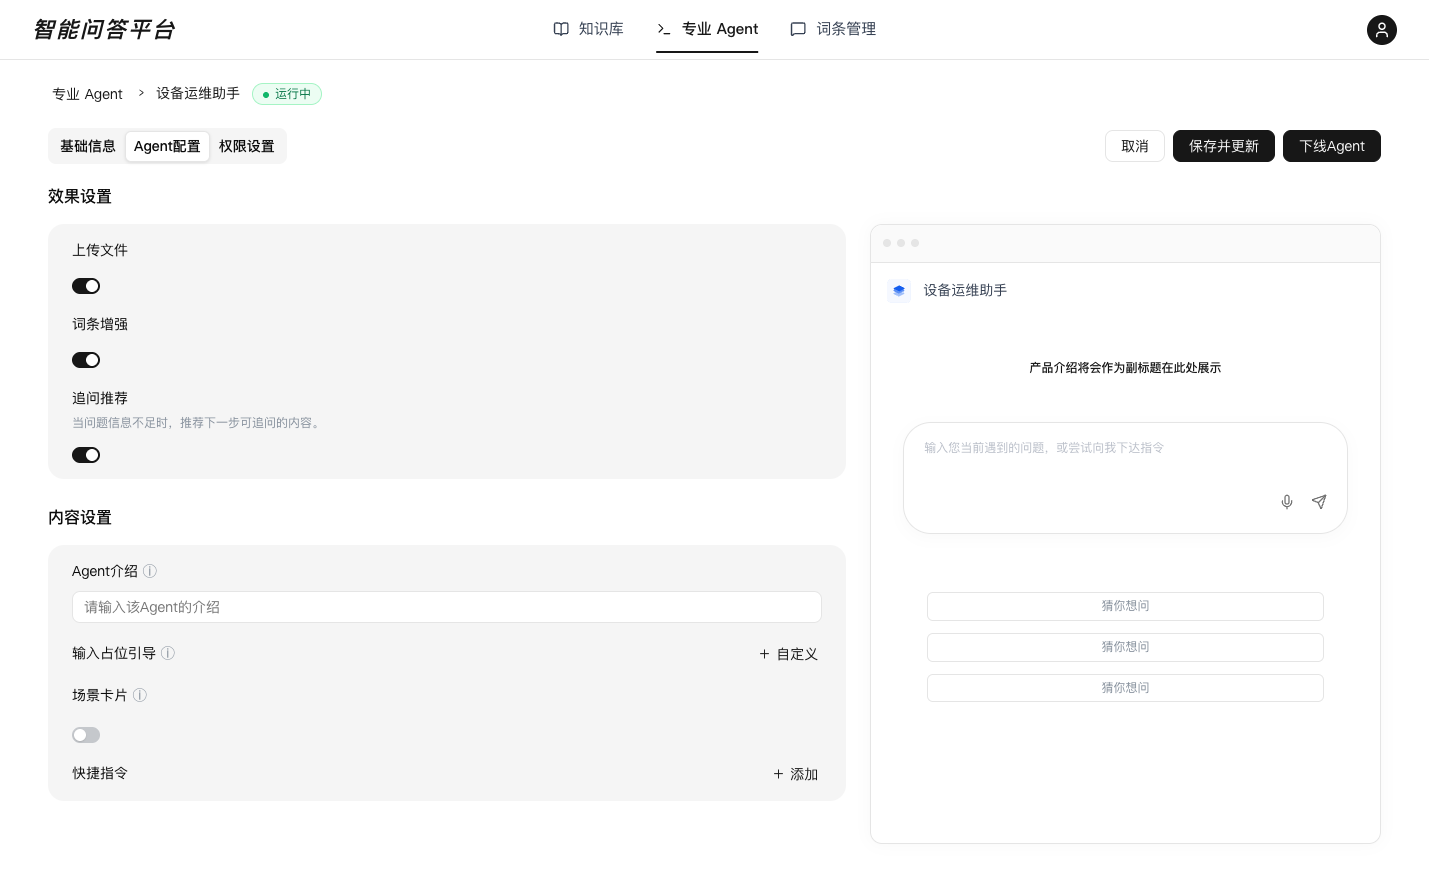 智能问答平台
知识库
专业 Agent
词条管理
专业 Agent > 设备运维助手 运行中
基础信息 Agent配置 权限设置
取消 保存并更新 下线Agent
效果设置
上传文件
词条增强
追问推荐
当问题信息不足时，推荐下一步可追问的内容。
内容设置
Agent介绍
请输入该Agent的介绍
输入占位引导
+ 自定义
场景卡片
快捷指令
+ 添加
设备运维助手
产品介绍将会作为副标题在此处展示
输入您当前遇到的问题，或尝试向我下达指令
猜你想问
猜你想问
猜你想问